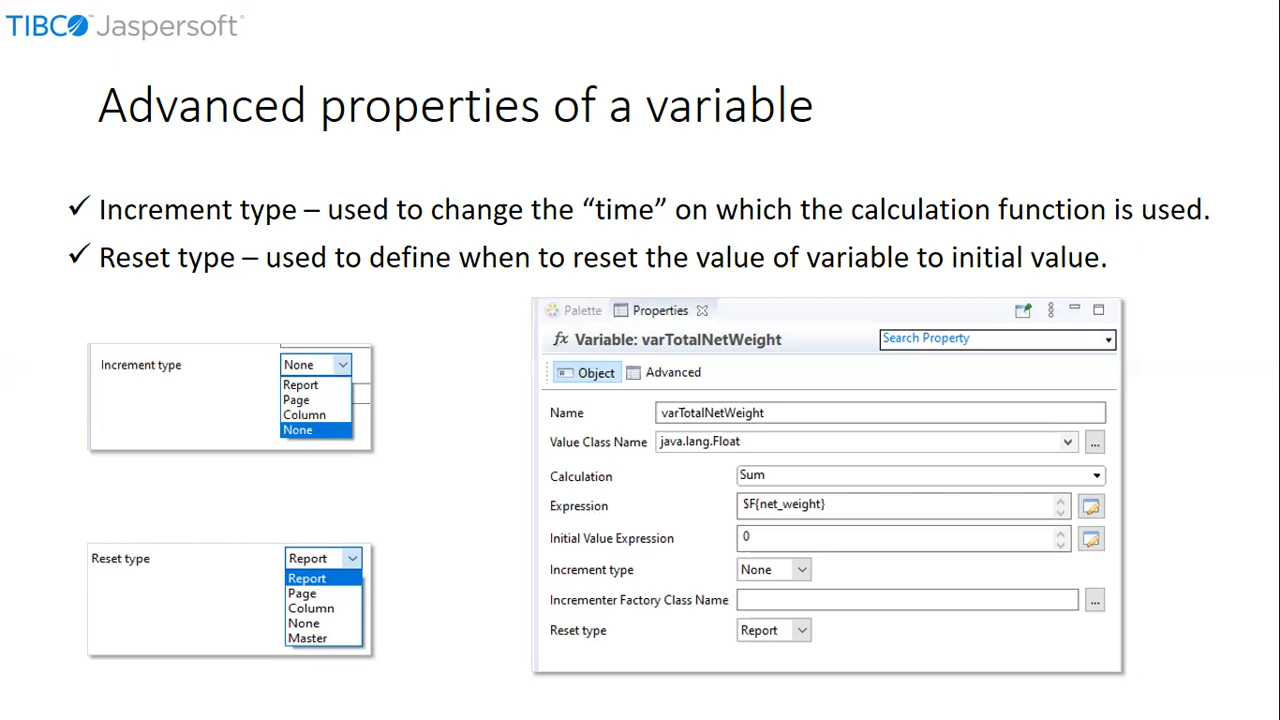 TIBCO Jaspersoft®
Advanced properties of a variable
✓ Increment type – used to change the “time” on which the calculation function is used.
✓ Reset type – used to define when to reset the value of variable to initial value.
Increment type None
Report
Page
Column
None
Reset type Report
Report
Page
Column
None
Master
Palette Properties
fx Variable: varTotalNetWeight Search Property
Object Advanced
Name varTotalNetWeight
Value Class Name java.lang.Float ...
Calculation Sum
Expression $F{net_weight}
Initial Value Expression 0
Increment type None
Incrementer Factory Class Name ...
Reset type Report